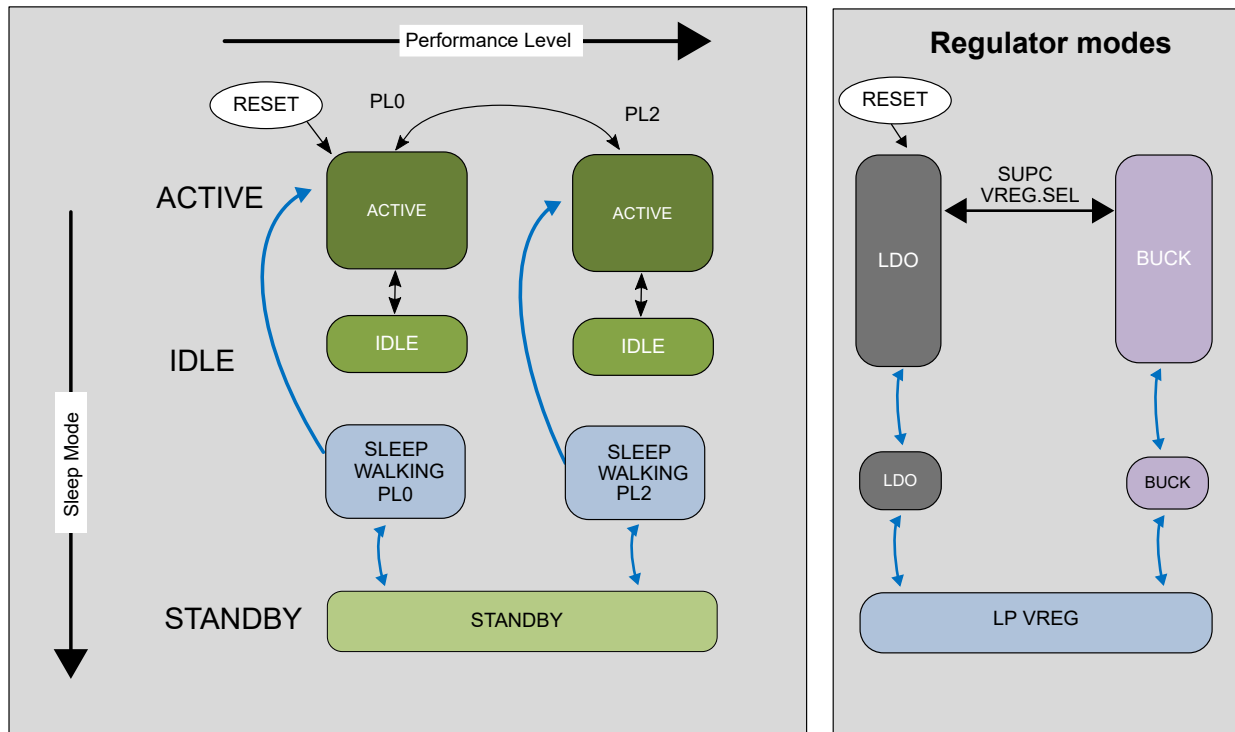 Performance Level
RESET
PL0
PL2
ACTIVE
ACTIVE
ACTIVE
IDLE
IDLE
IDLE
Sleep Mode
SLEEP
WALKING
PL0
SLEEP
WALKING
PL2
STANDBY
STANDBY
Regulator modes
RESET
SUPC
VREG.SEL
LDO
BUCK
LDO
BUCK
LP VREG